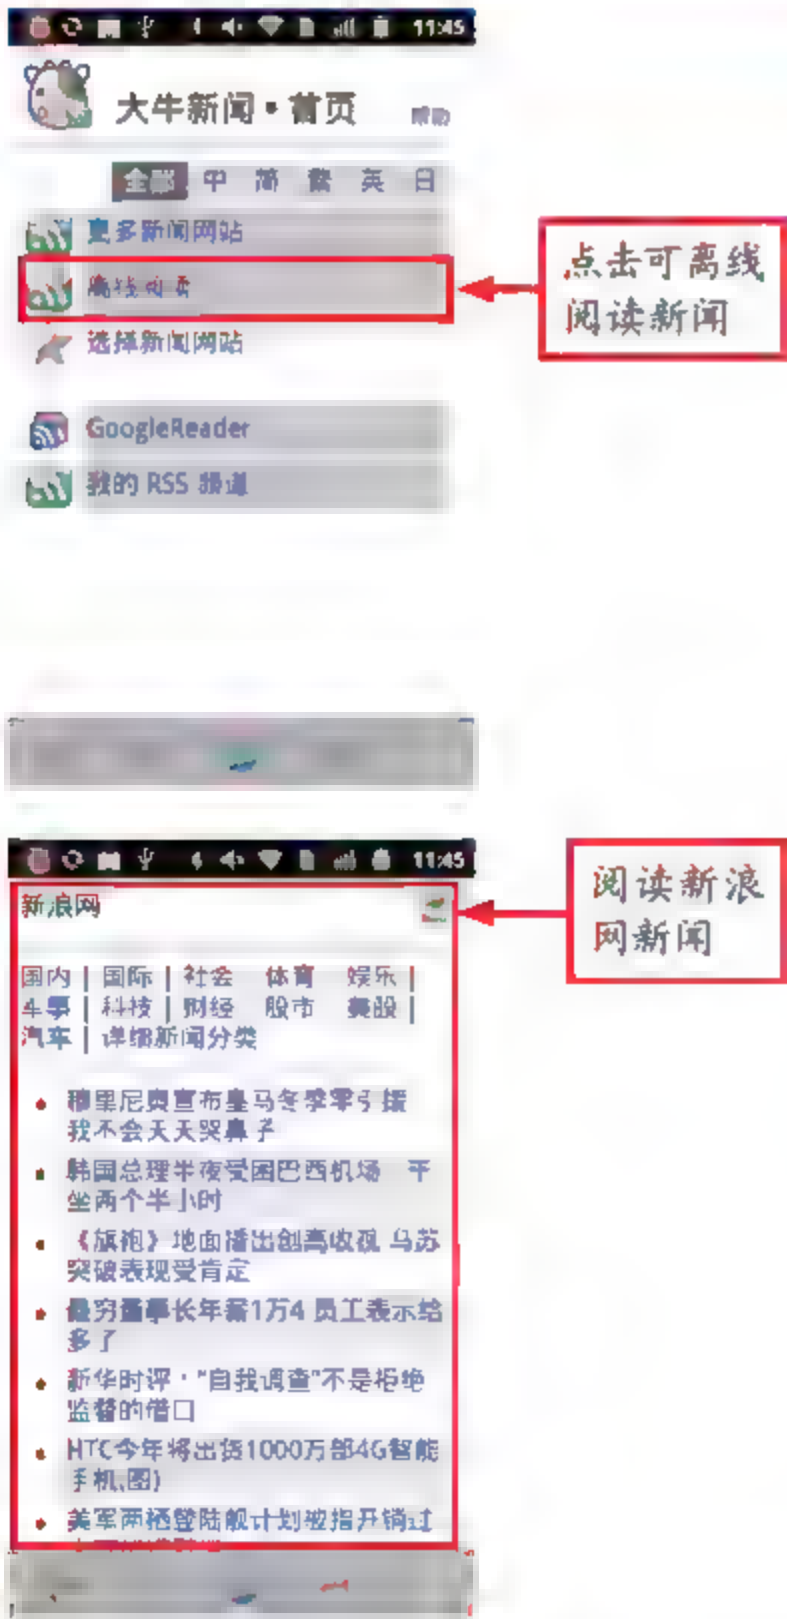 11:45
大牛新闻·首页
帮助
全部 中 简 繁 英 日
更多新闻网站
离线内容
选择新闻网站
GoogleReader
我的 RSS 频道
点击可离线
阅读新闻
11:45
新浪网
国内 | 国际 | 社会 体育 娱乐 |
军事 | 科技 | 财经 股市 美股 |
汽车 | 详细新闻分类
穆里尼奥宣布皇马冬季零引援
我不会天天哭鼻子
韩国总理半夜受困巴西机场 干
坐两个半小时
《旗袍》地面播出创高收视 马苏
突破表现受肯定
最穷董事长年薪1万4 员工表示给
多了
新华时评·"自我调查"不是拒绝
监督的借口
HTC今年将出货1000万部4G智能
手机(图)
美军两栖登陆舰计划被指开销过
阅读新浪
网新闻